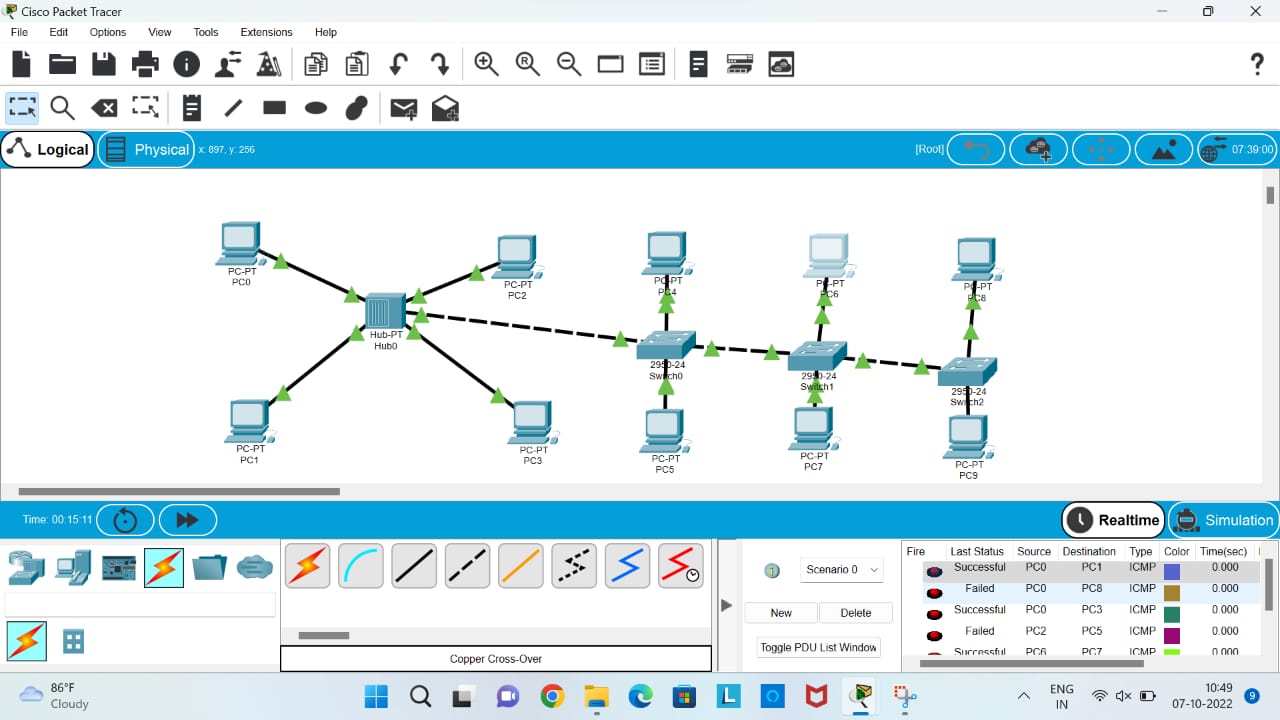 Cisco Packet Tracer
File Edit Options View Tools Extensions Help
Logical Physical x: 897, y: 256 [Root] 07:39:00
PC-PT
PC0
PC-PT
PC2
PC-PT
PC4
PC-PT
PC6
PC-PT
PC8
Hub-PT
Hub0
2950-24
Switch0
2950-24
Switch1
2950-24
Switch2
PC-PT
PC1
PC-PT
PC3
PC-PT
PC5
PC-PT
PC7
PC-PT
PC9
Time: 00:15:11 Realtime Simulation
Scenario 0
New Delete
Toggle PDU List Window
Copper Cross-Over
Fire Last Status Source Destination Type Color Time(sec)
Successful PC0 PC1 ICMP 0.000
Failed PC0 PC8 ICMP 0.000
Successful PC0 PC3 ICMP 0.000
Failed PC2 PC5 ICMP 0.000
Successful PC6 PC7 ICMP 0.000
86°F
Cloudy
ENG
IN
10:49
07-10-2022
9